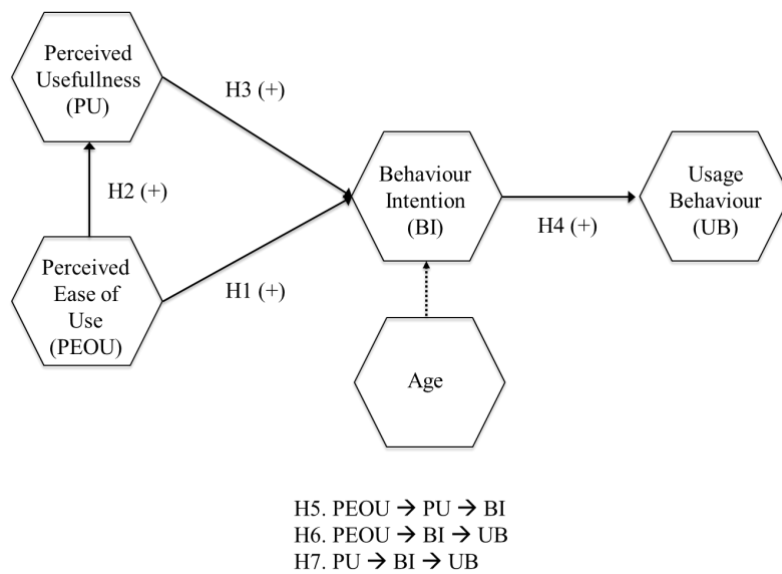 Perceived
Usefullness
(PU)
H3 (+)
H2 (+)
Behaviour
Intention
(BI)
H4 (+)
Usage
Behaviour
(UB)
Perceived
Ease of
Use
(PEOU)
H1 (+)
Age
H5. PEOU → PU → BI
H6. PEOU → BI → UB
H7. PU → BI → UB